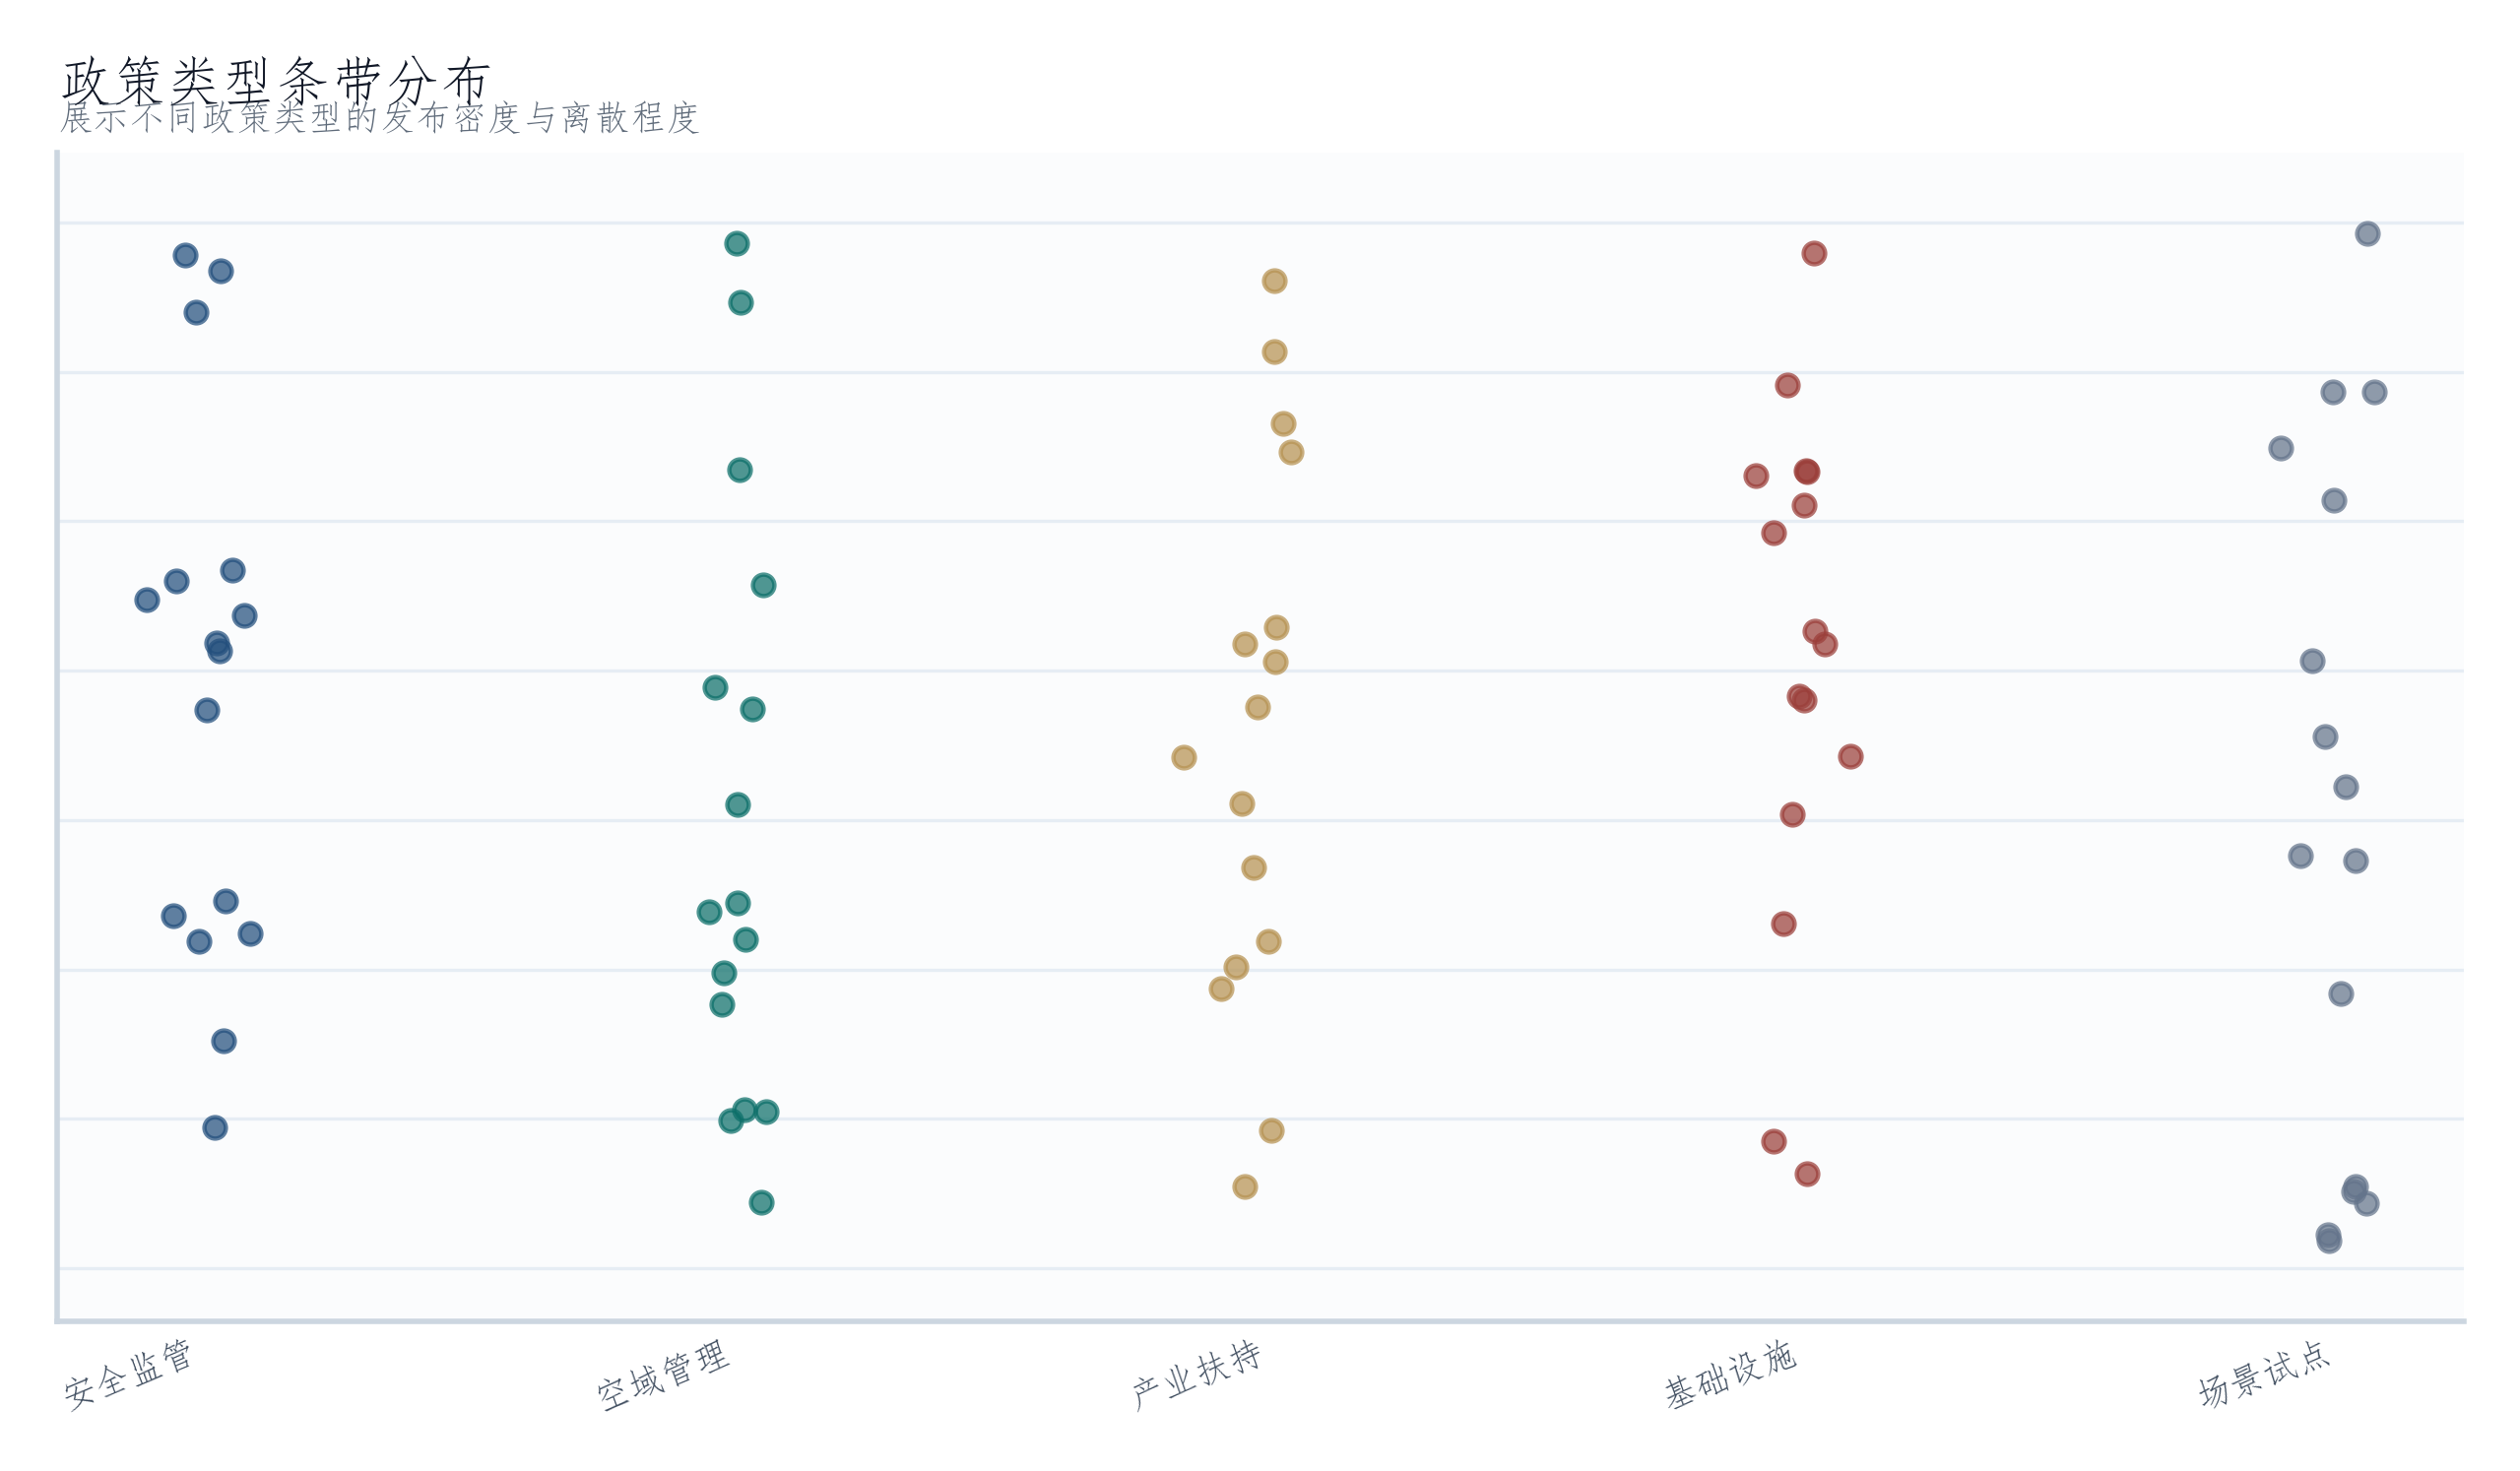 政策类型条带分布
展示不同政策类型的分布密度与离散程度
安全监管
空域管理
产业扶持
基础设施
场景试点